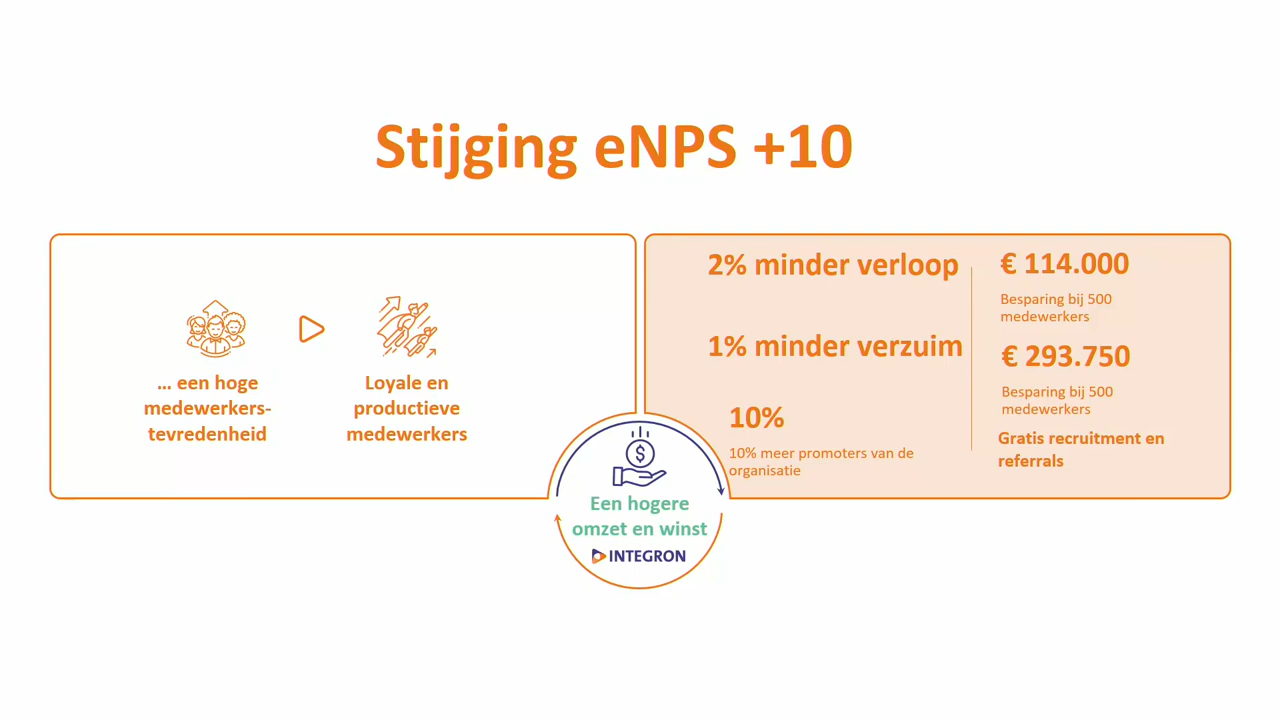 Stijging eNPS +10
... een hoge
medewerkers-
tevredenheid
Loyale en
productieve
medewerkers
2% minder verloop
€ 114.000
Besparing bij 500
medewerkers
1% minder verzuim
€ 293.750
Besparing bij 500
medewerkers
10%
10% meer promoters van de
organisatie
Gratis recruitment en
referrals
$
Een hogere
omzet en winst
INTEGRON